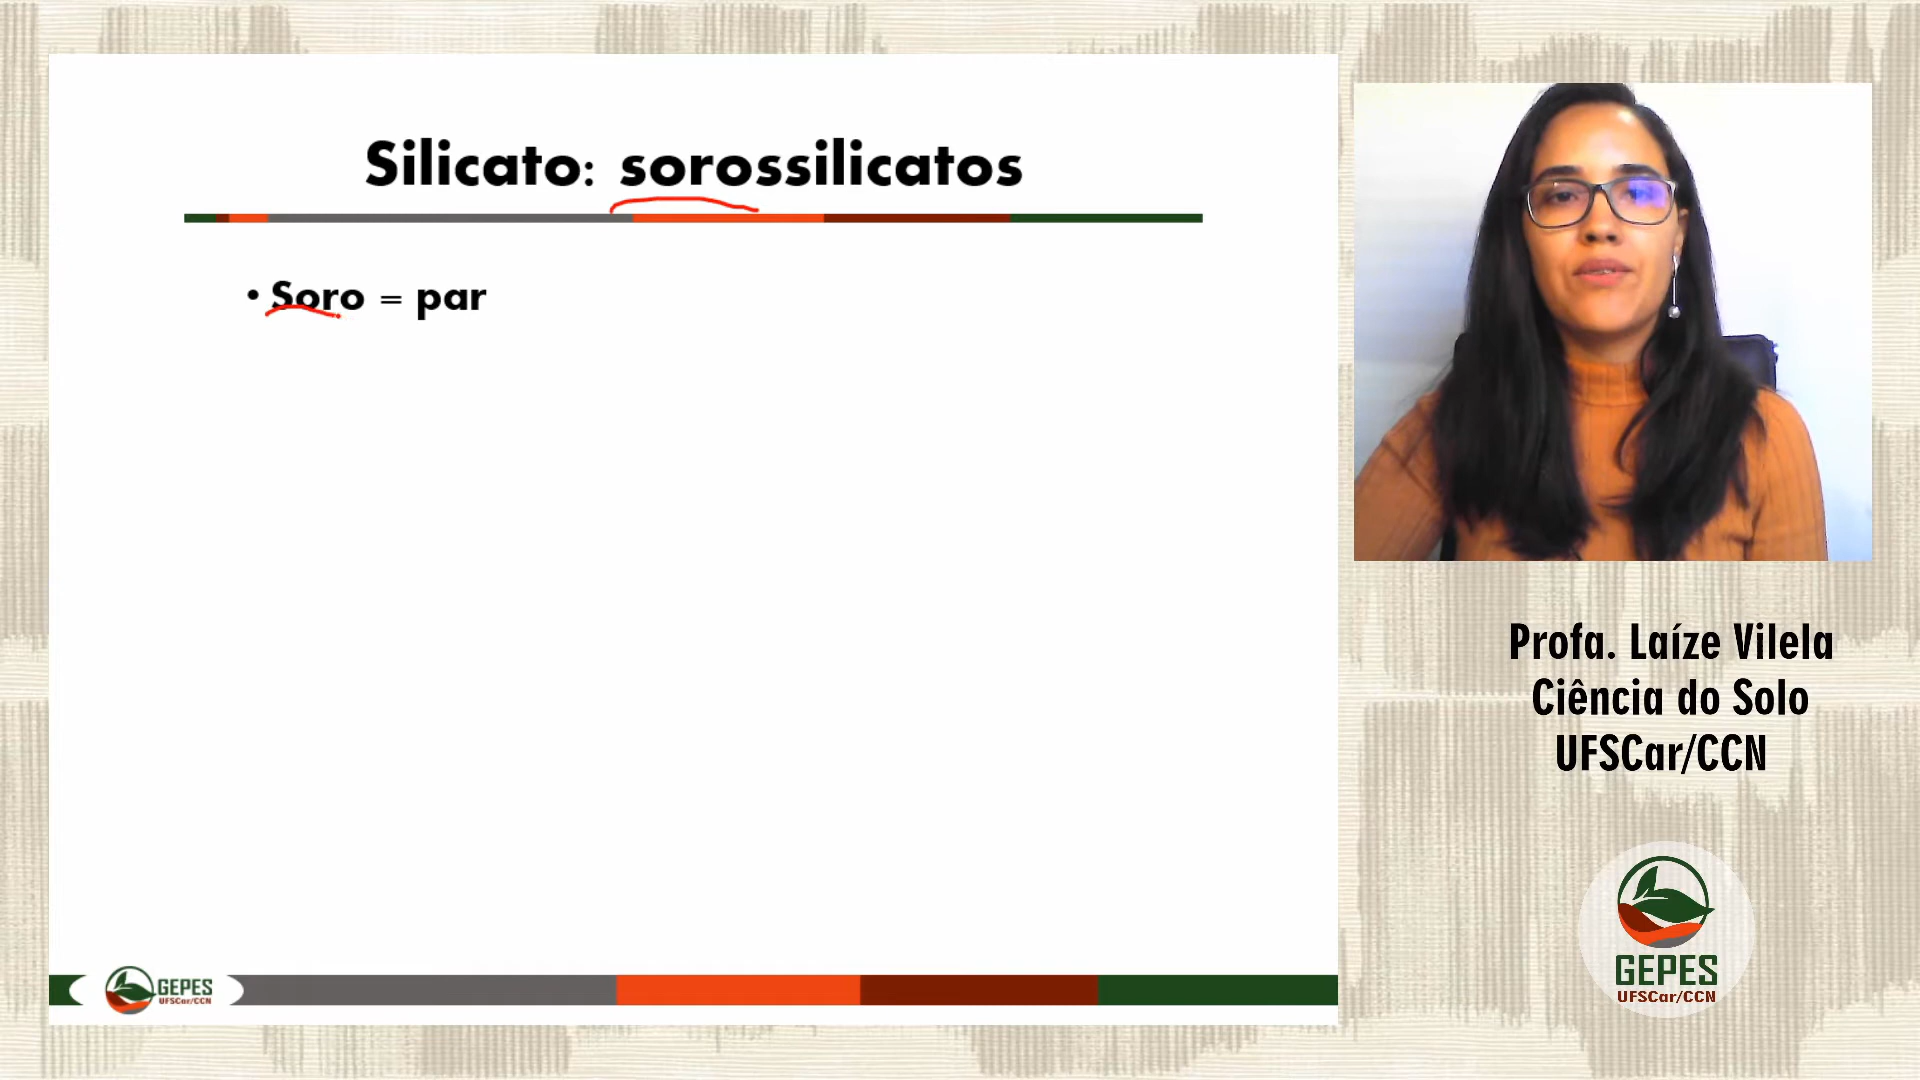 Silicato: sorossilicatos
• Soro = par
Profa. Laíze Vilela
Ciência do Solo
UFSCar/CCN
GEPES
UFSCar/CCN
GEPES
UFSCar/CCN